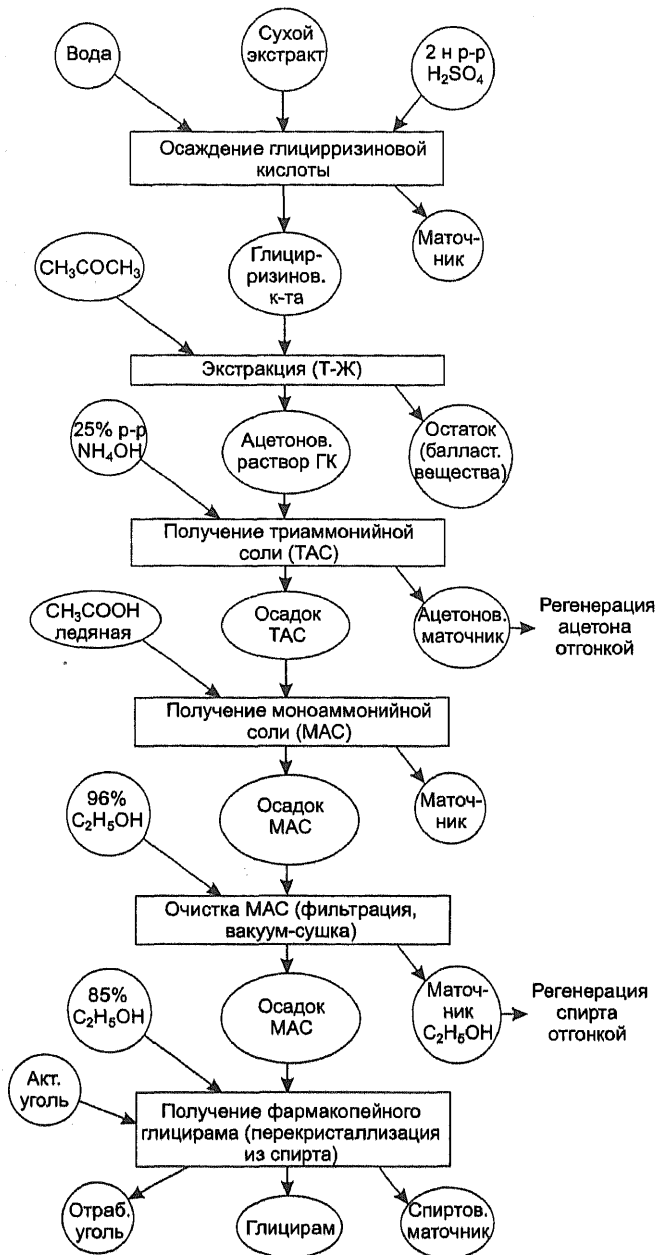 Вода
Сухой
экстракт
2 н р-р
H₂SO₄
Осаждение глицирризиновой
кислоты
Маточ-
ник
CH₃COCH₃
Глицир-
ризинов.
к-та
Экстракция (Т-Ж)
25% р-р
NH₄OH
Ацетонов.
раствор ГК
Остаток
(балласт.
вещества)
Получение триаммонийной
соли (ТАС)
CH₃COOH
ледяная
Осадок
ТАС
Ацетонов.
маточник
Регенерация
ацетона
отгонкой
Получение моноаммонийной
соли (МАС)
96%
C₂H₅OH
Осадок
МАС
Маточ-
ник
Очистка МАС (фильтрация,
вакуум-сушка)
85%
C₂H₅OH
Осадок
МАС
Маточ-
ник
C₂H₅OH
Регенерация
спирта
отгонкой
Акт.
уголь
Получение фармакопейного
глицирама (перекристаллизация
из спирта)
Отраб.
уголь
Глицирам
Спиртов.
маточник